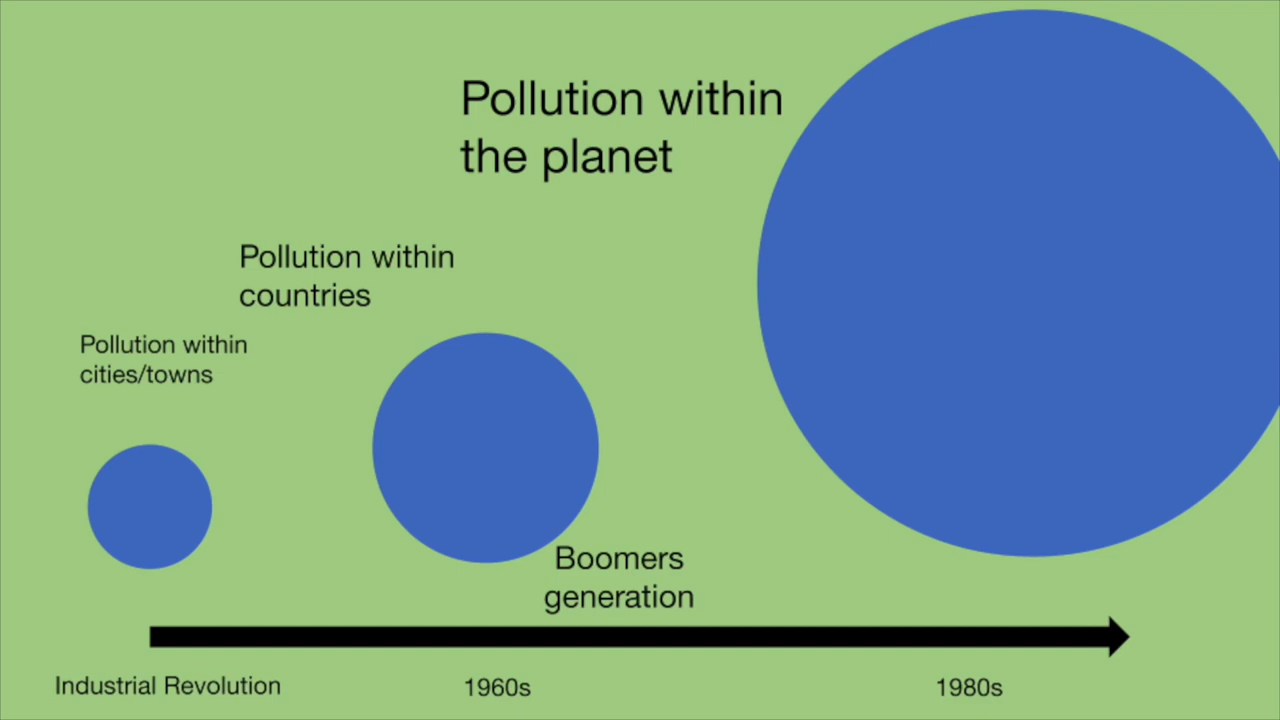 Pollution within
the planet
Pollution within
countries
Pollution within
cities/towns
Boomers
generation
Industrial Revolution
1960s
1980s